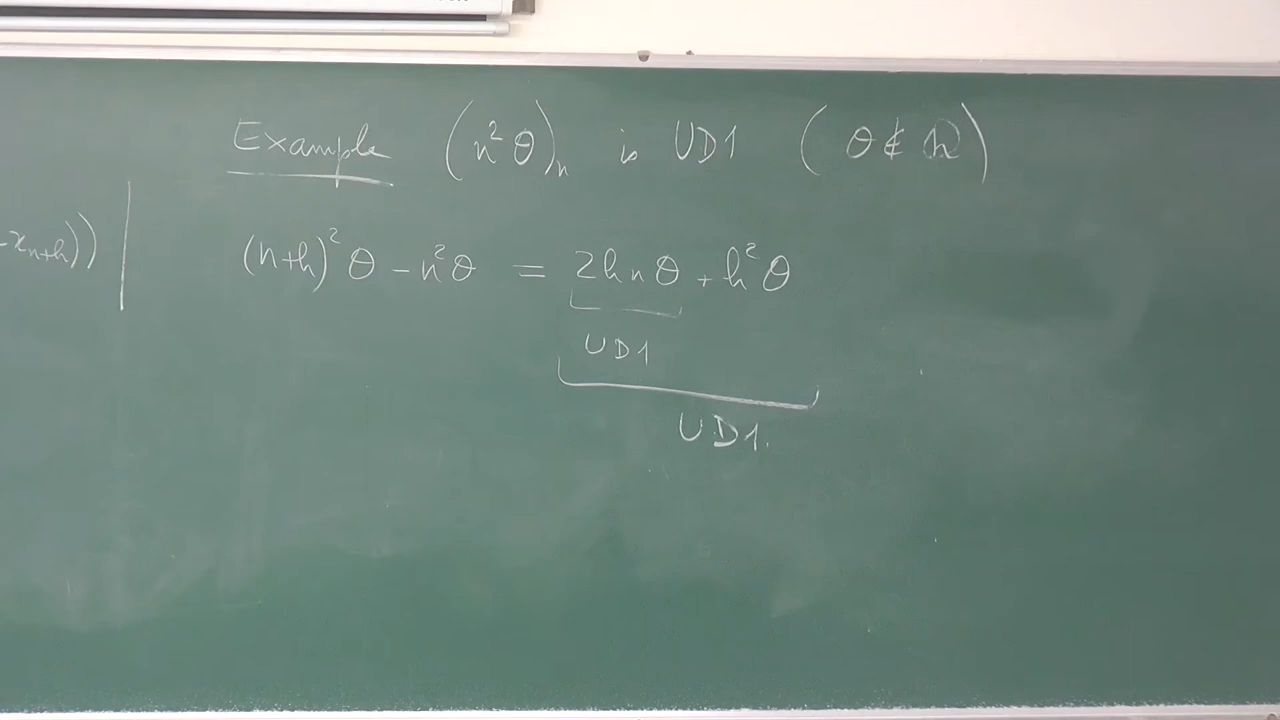 Example (n²θ)ₙ is UD1 (θ ∉ ℚ)
-xₙ₊ₕ))
(n+h)²θ - n²θ = 2hnθ + h²θ
UD1
UD1.